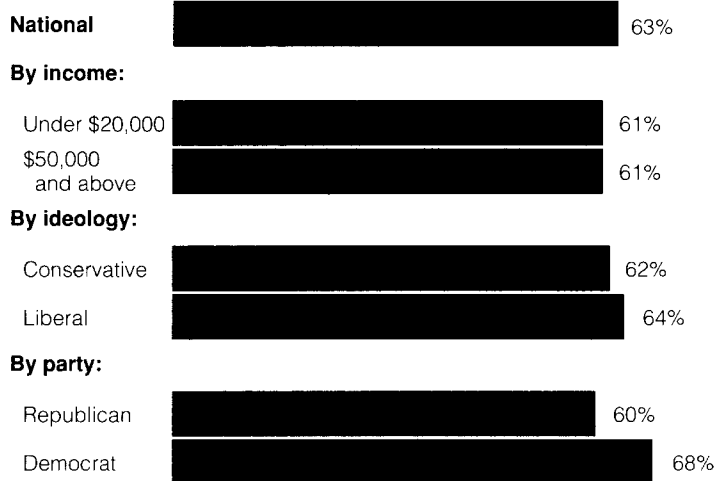 National 63%
By income:
Under $20,000 61%
$50,000
and above 61%
By ideology:
Conservative 62%
Liberal 64%
By party:
Republican 60%
Democrat 68%